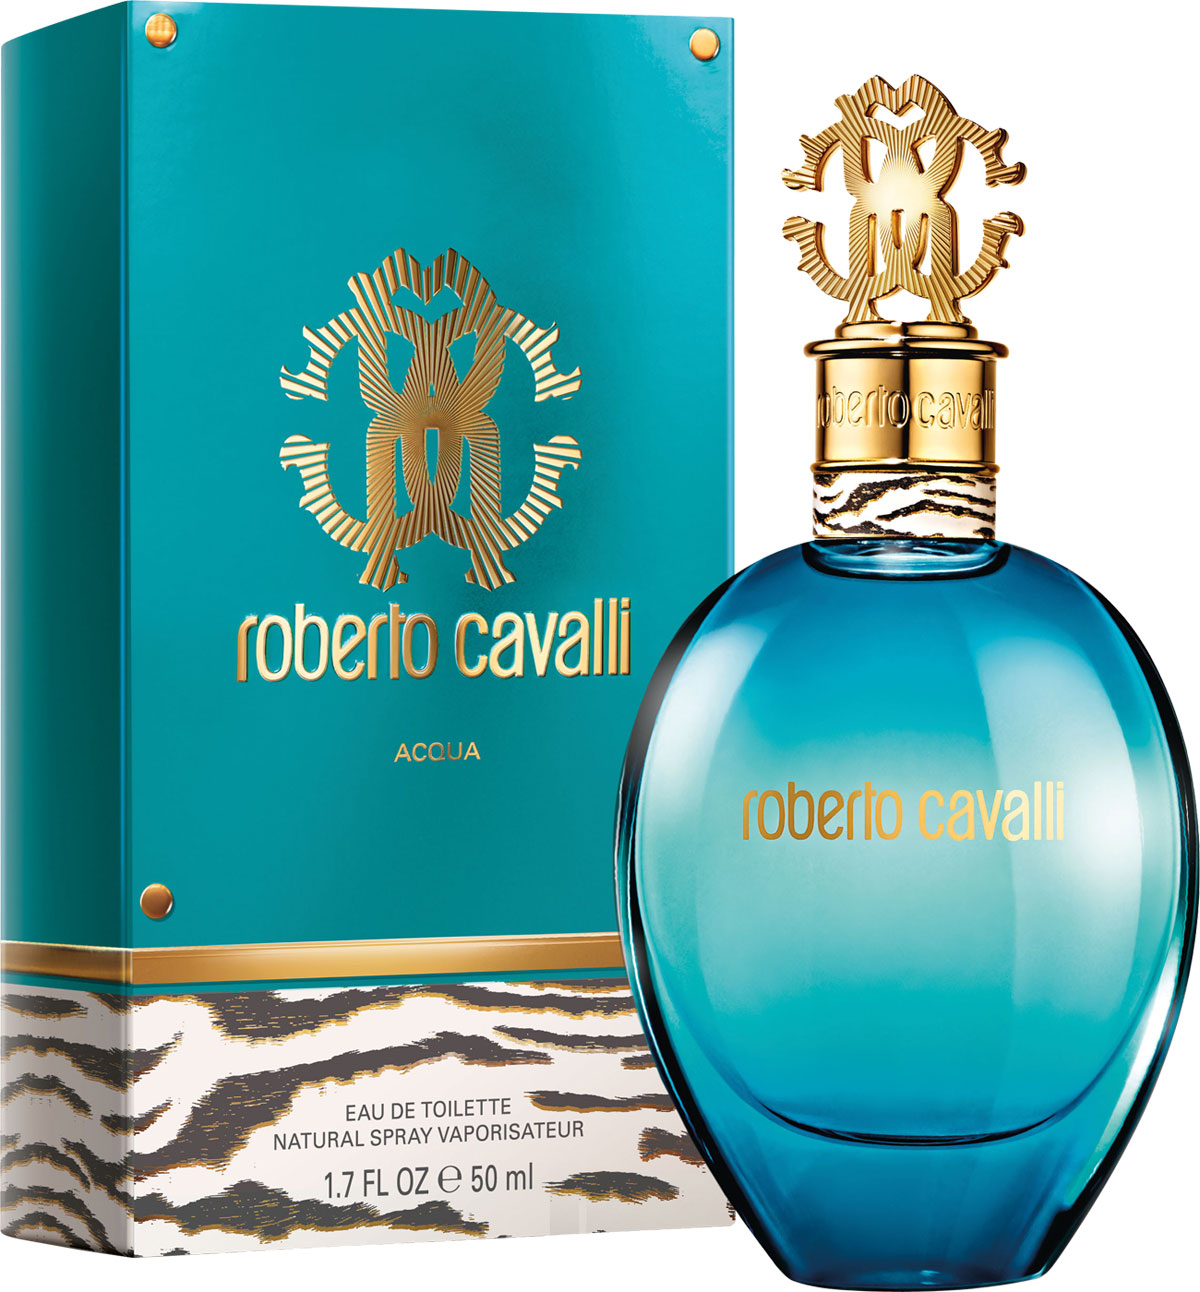 roberto cavalli
ACQUA
EAU DE TOILETTE
NATURAL SPRAY VAPORISATEUR
1.7 FL OZ ℮ 50 ml
roberto cavalli
roberto cavalli